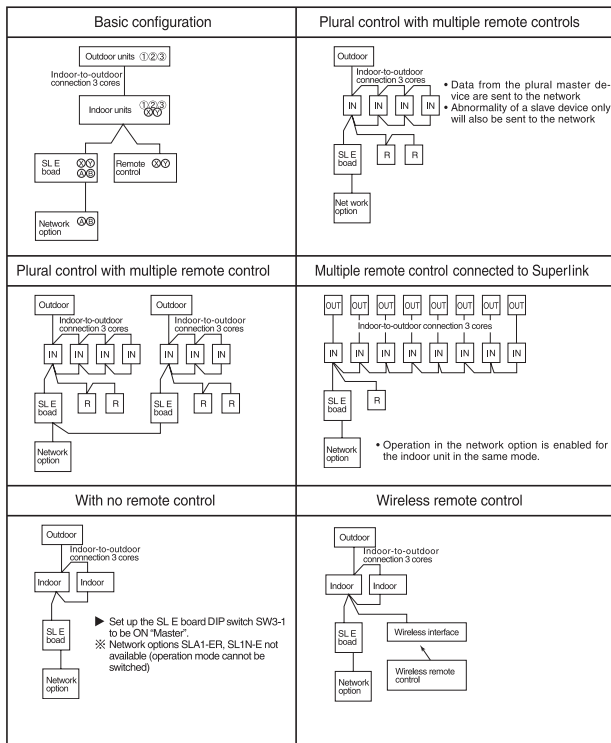 Basic configuration
Outdoor units ①②③
Indoor-to-outdoor
connection 3 cores
Indoor units ①②③
ⓍⓎ
SL E
boad
ⓍⓎ
ⒶⒷ
Remote
control
ⓍⓎ
Network
option
ⒶⒷ
Plural control with multiple remote controls
Outdoor
Indoor-to-outdoor
connection 3 cores
IN IN IN IN
SL E
boad
R R
Net work
option
• Data from the plural master de-
vice are sent to the network
• Abnormality of a slave device only
will also be sent to the network
Plural control with multiple remote control
Outdoor
Indoor-to-outdoor
connection 3 cores
IN IN IN IN
SL E
boad
R R
Network
option
Outdoor
Indoor-to-outdoor
connection 3 cores
IN IN IN IN
SL E
boad
R R
Multiple remote control connected to Superlink
OUT OUT OUT OUT OUT OUT OUT OUT
Indoor-to-outdoor connection 3 cores
IN IN IN IN IN IN IN IN
SL E
boad
R
Network
option
• Operation in the network option is enabled for
the indoor unit in the same mode.
With no remote control
Outdoor
Indoor-to-outdoor
connection 3 cores
Indoor Indoor
SL E
boad
Network
option
▶ Set up the SL E board DIP switch SW3-1
to be ON “Master”.
※ Network options SLA1-ER, SL1N-E not
available (operation mode cannot be
switched)
Wireless remote control
Outdoor
Indoor-to-outdoor
connection 3 cores
Indoor Indoor
SL E
boad
Wireless interface
Network
option
Wireless remote
control